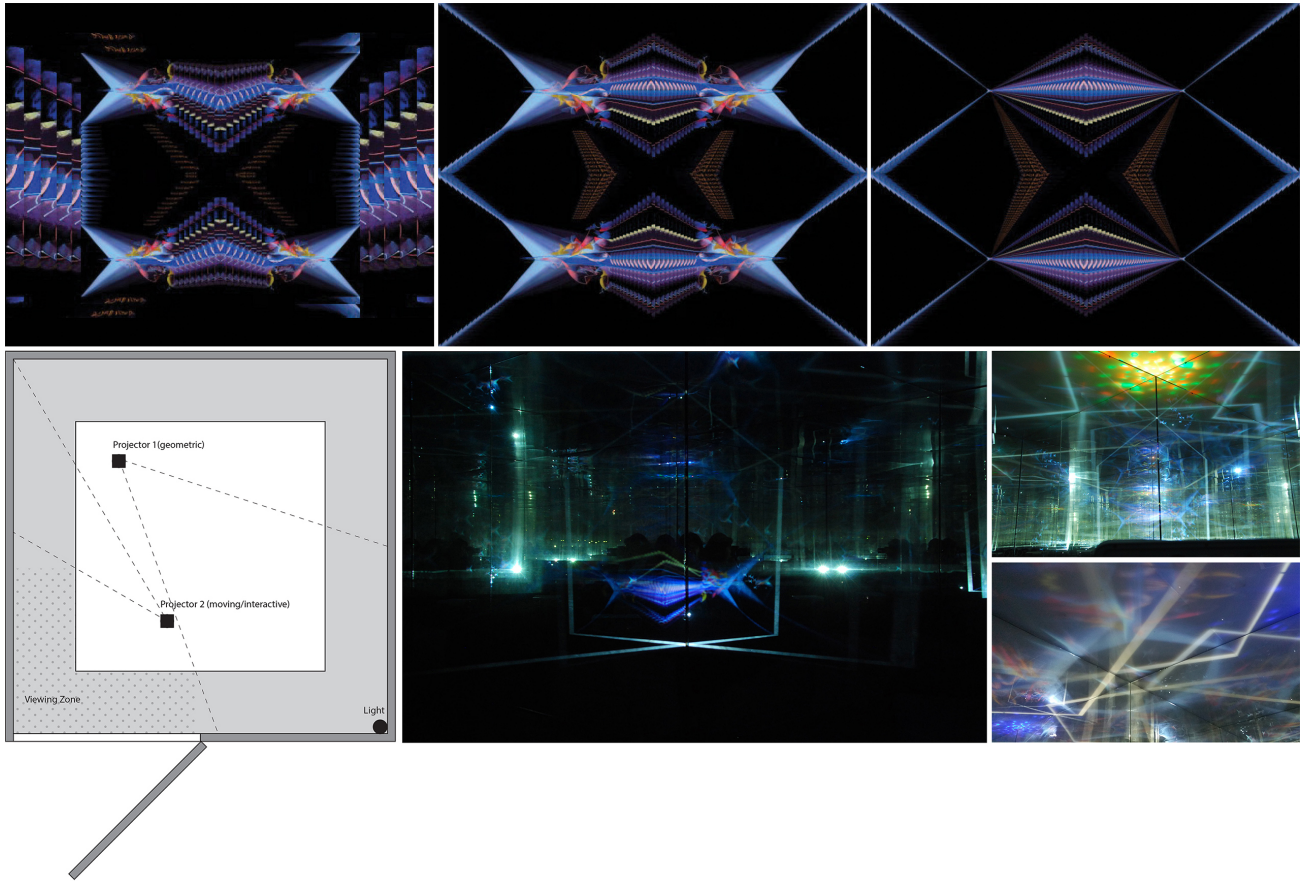 Projector 1(geometric)
Projector 2 (moving/interactive)
Viewing Zone
Light